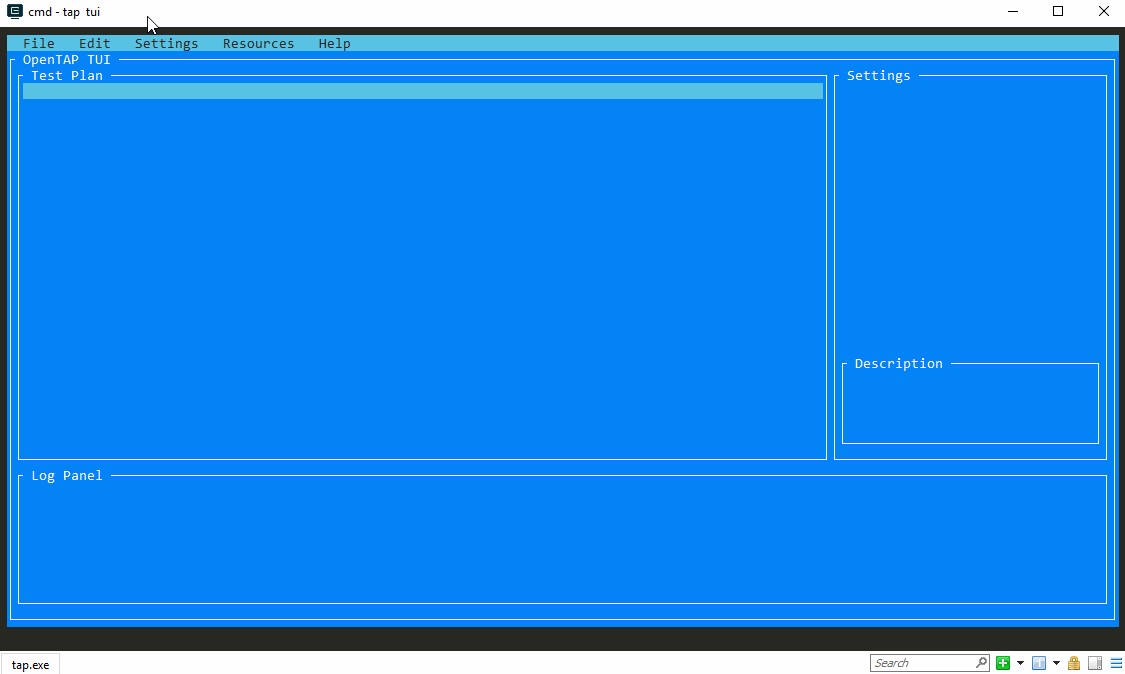 cmd - tap tui
File Edit Settings Resources Help
OpenTAP TUI
Test Plan
Settings
Description
Log Panel
tap.exe
Search